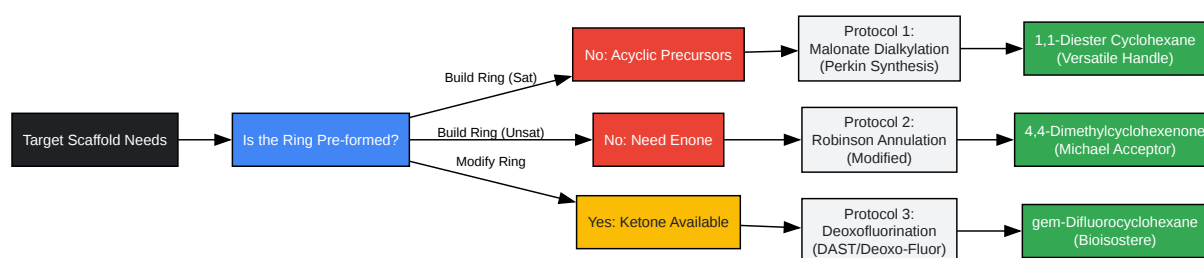 Target Scaffold Needs
Is the Ring Pre-formed?
Build Ring (Sat)
Build Ring (Unsat)
Modify Ring
No: Acyclic Precursors
No: Need Enone
Yes: Ketone Available
Protocol 1:
Malonate Dialkylation
(Perkin Synthesis)
Protocol 2:
Robinson Annulation
(Modified)
Protocol 3:
Deoxofluorination
(DAST/Deoxo-Fluor)
1,1-Diester Cyclohexane
(Versatile Handle)
4,4-Dimethylcyclohexenone
(Michael Acceptor)
gem-Difluorocyclohexane
(Bioisostere)